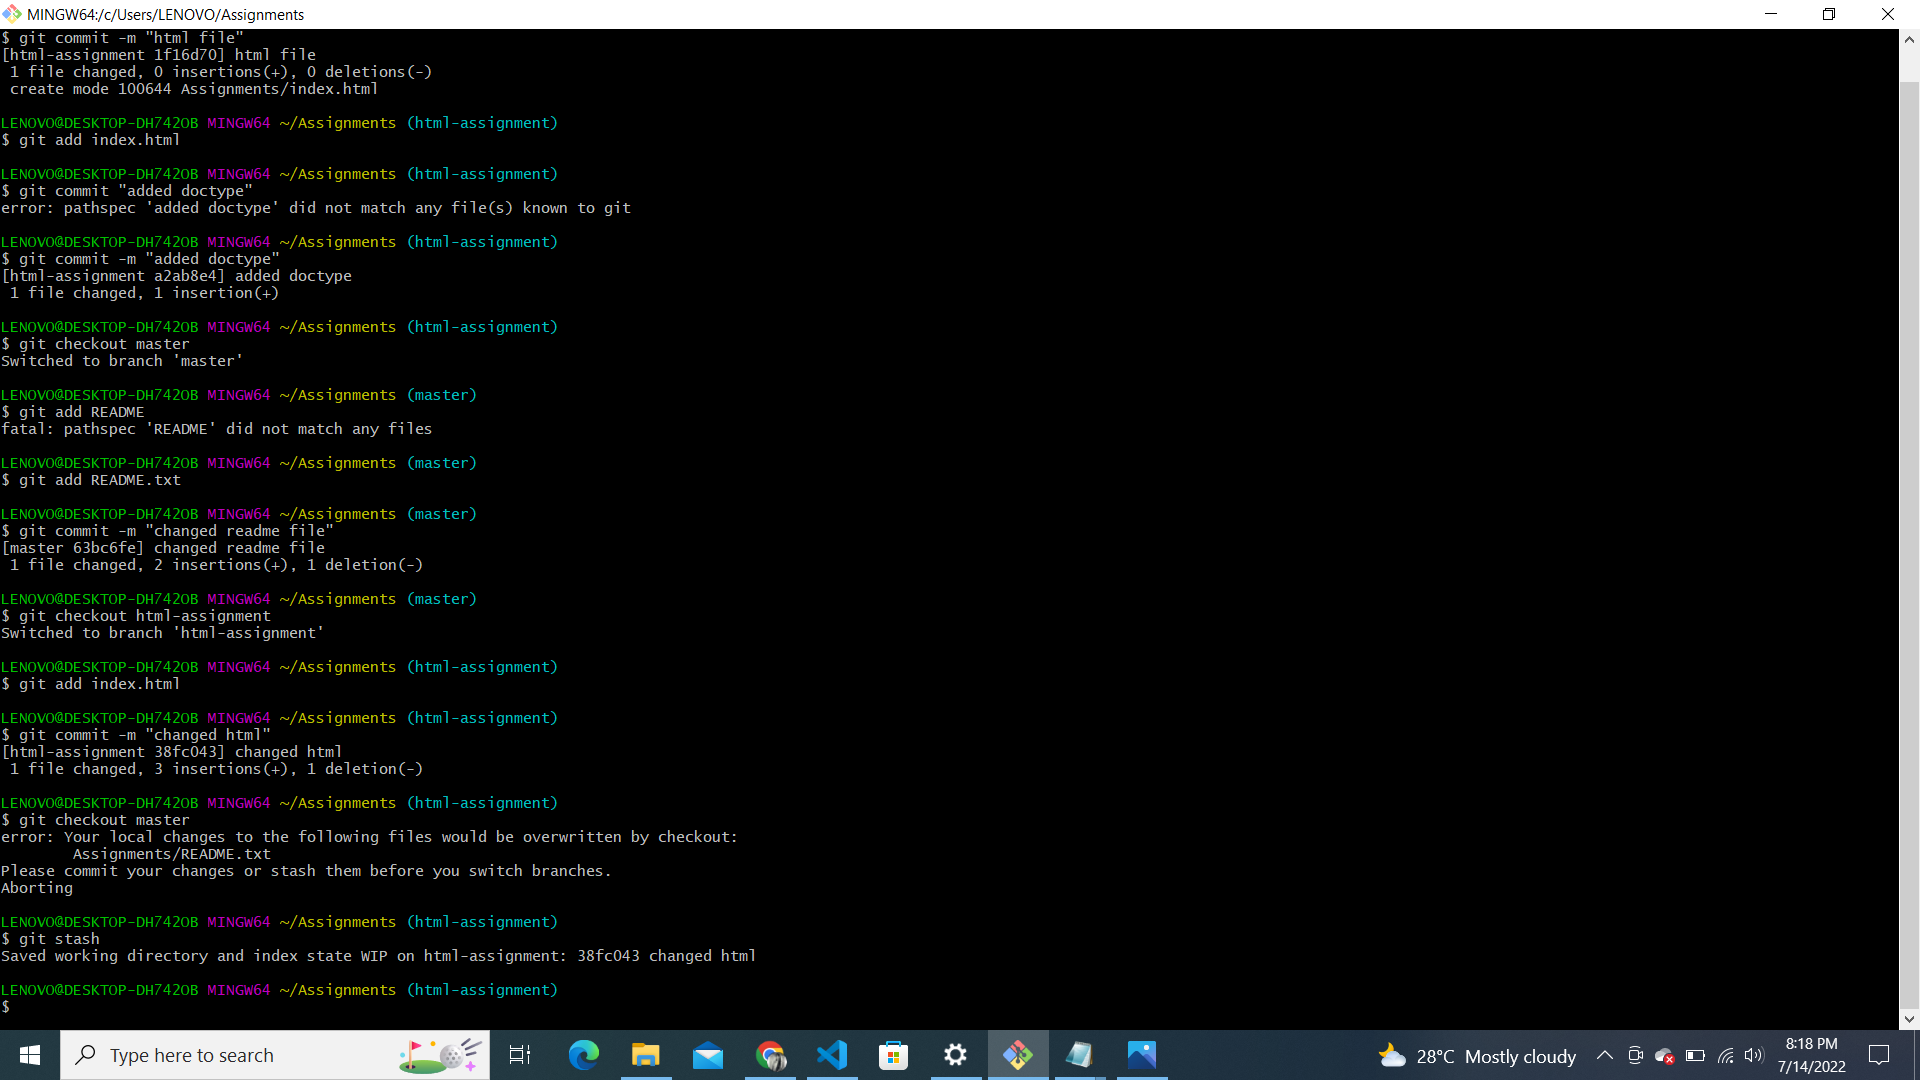 MINGW64:/c/Users/LENOVO/Assignments
$ git commit -m "html file"
[html-assignment 1f16d70] html file
 1 file changed, 0 insertions(+), 0 deletions(-)
 create mode 100644 Assignments/index.html
LENOVO@DESKTOP-DH742OB MINGW64 ~/Assignments (html-assignment)
$ git add index.html
LENOVO@DESKTOP-DH742OB MINGW64 ~/Assignments (html-assignment)
$ git commit "added doctype"
error: pathspec 'added doctype' did not match any file(s) known to git
LENOVO@DESKTOP-DH742OB MINGW64 ~/Assignments (html-assignment)
$ git commit -m "added doctype"
[html-assignment a2ab8e4] added doctype
 1 file changed, 1 insertion(+)
LENOVO@DESKTOP-DH742OB MINGW64 ~/Assignments (html-assignment)
$ git checkout master
Switched to branch 'master'
LENOVO@DESKTOP-DH742OB MINGW64 ~/Assignments (master)
$ git add README
fatal: pathspec 'README' did not match any files
LENOVO@DESKTOP-DH742OB MINGW64 ~/Assignments (master)
$ git add README.txt
LENOVO@DESKTOP-DH742OB MINGW64 ~/Assignments (master)
$ git commit -m "changed readme file"
[master 63bc6fe] changed readme file
 1 file changed, 2 insertions(+), 1 deletion(-)
LENOVO@DESKTOP-DH742OB MINGW64 ~/Assignments (master)
$ git checkout html-assignment
Switched to branch 'html-assignment'
LENOVO@DESKTOP-DH742OB MINGW64 ~/Assignments (html-assignment)
$ git add index.html
LENOVO@DESKTOP-DH742OB MINGW64 ~/Assignments (html-assignment)
$ git commit -m "changed html"
[html-assignment 38fc043] changed html
 1 file changed, 3 insertions(+), 1 deletion(-)
LENOVO@DESKTOP-DH742OB MINGW64 ~/Assignments (html-assignment)
$ git checkout master
error: Your local changes to the following files would be overwritten by checkout:
        Assignments/README.txt
Please commit your changes or stash them before you switch branches.
Aborting
LENOVO@DESKTOP-DH742OB MINGW64 ~/Assignments (html-assignment)
$ git stash
Saved working directory and index state WIP on html-assignment: 38fc043 changed html
LENOVO@DESKTOP-DH742OB MINGW64 ~/Assignments (html-assignment)
$
Type here to search
28°C Mostly cloudy
8:18 PM
7/14/2022